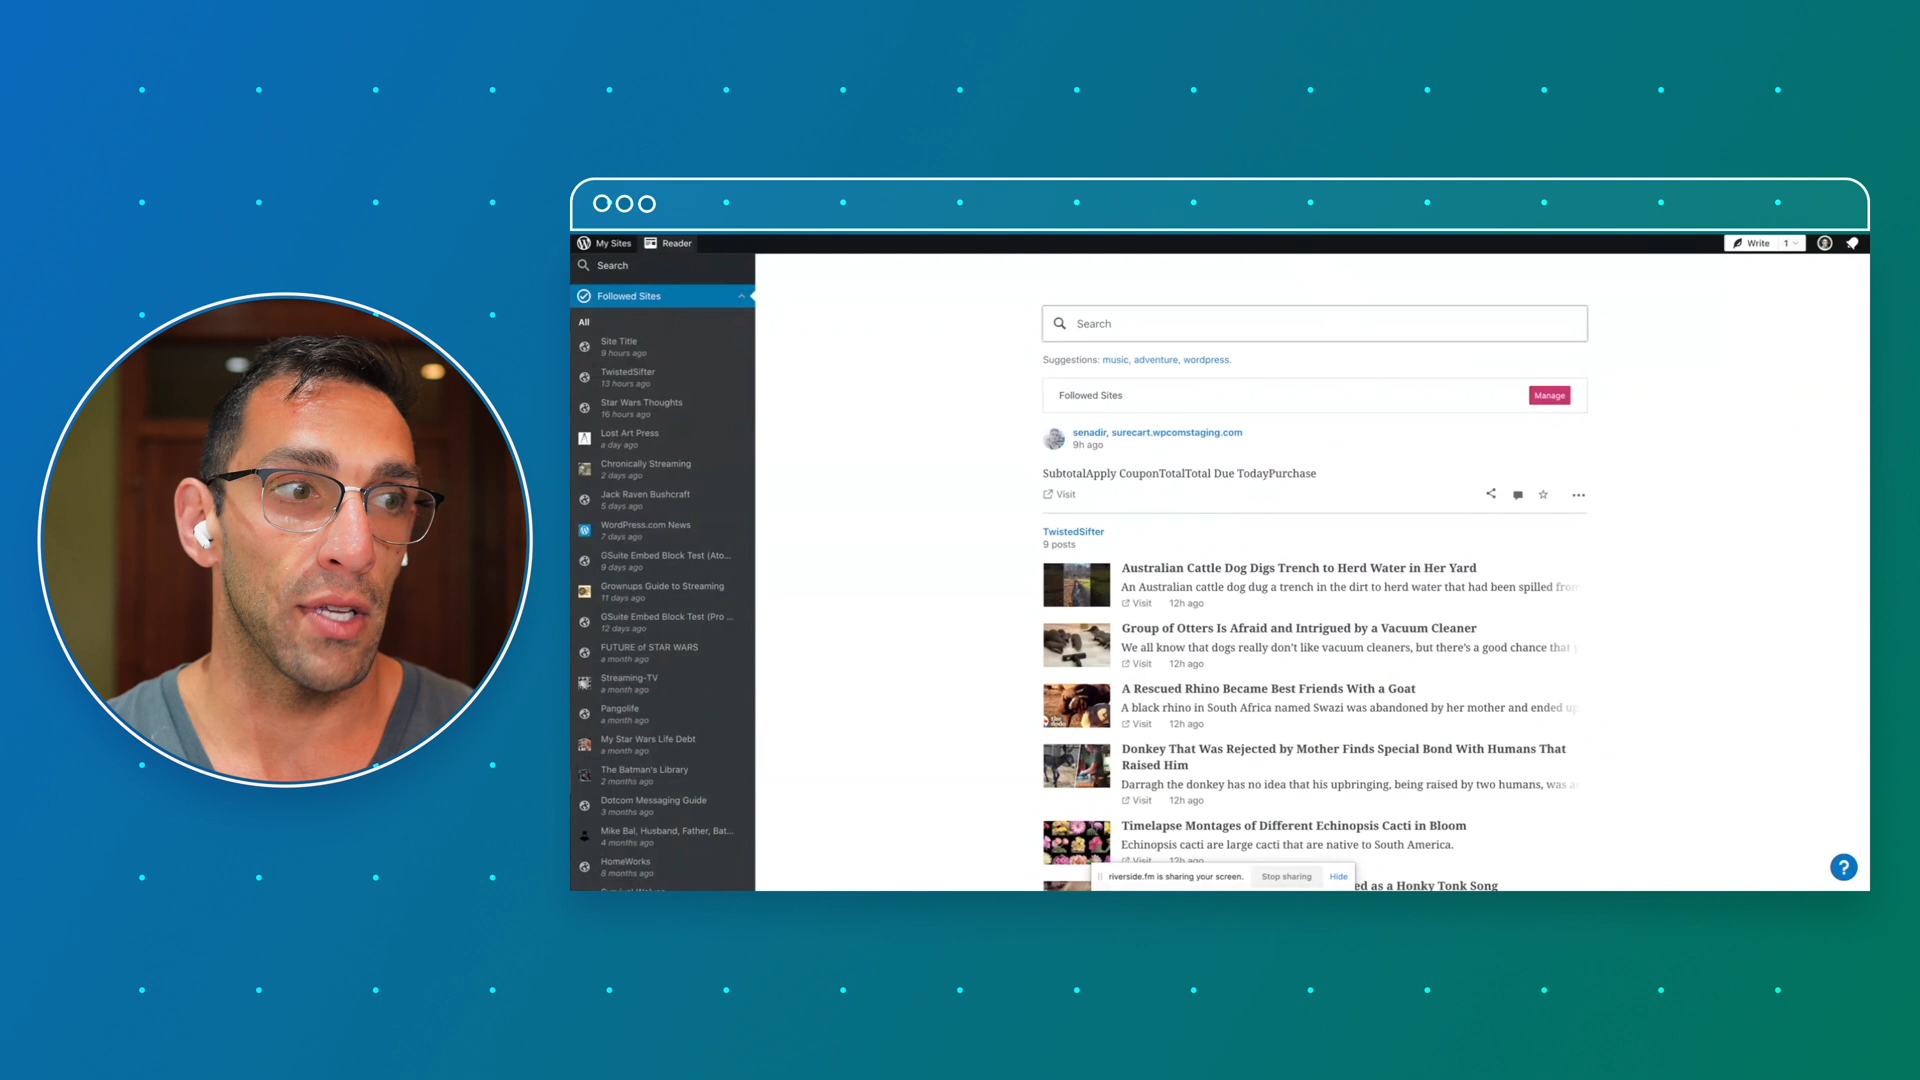 My Sites
Reader
Write 1
Search
Followed Sites
All
Site Title
9 hours ago
TwistedSifter
13 hours ago
Star Wars Thoughts
16 hours ago
Lost Art Press
a day ago
Chronically Streaming
2 days ago
Jack Raven Bushcraft
5 days ago
WordPress.com News
7 days ago
GSuite Embed Block Test (Ato...
9 days ago
Grownups Guide to Streaming
11 days ago
GSuite Embed Block Test (Pro ...
12 days ago
FUTURE of STAR WARS
a month ago
Streaming-TV
a month ago
Pangolife
a month ago
My Star Wars Life Debt
a month ago
The Batman's Library
2 months ago
Dotcom Messaging Guide
3 months ago
Mike Bal, Husband, Father, Bat...
4 months ago
HomeWorks
8 months ago
Search
Suggestions: music, adventure, wordpress.
Followed Sites
Manage
senadir, surecart.wpcomstaging.com
9h ago
SubtotalApply CouponTotalTotal Due TodayPurchase
Visit
TwistedSifter
9 posts
Australian Cattle Dog Digs Trench to Herd Water in Her Yard
An Australian cattle dog dug a trench in the dirt to herd water that had been spilled from
Visit 12h ago
Group of Otters Is Afraid and Intrigued by a Vacuum Cleaner
We all know that dogs really don't like vacuum cleaners, but there's a good chance that
Visit 12h ago
A Rescued Rhino Became Best Friends With a Goat
A black rhino in South Africa named Swazi was abandoned by her mother and ended up
Visit 12h ago
Donkey That Was Rejected by Mother Finds Special Bond With Humans That
Raised Him
Darragh the donkey has no idea that his upbringing, being raised by two humans, was
Visit 12h ago
Timelapse Montages of Different Echinopsis Cacti in Bloom
Echinopsis cacti are large cacti that are native to South America.
Visit 12h ago
riverside.fm is sharing your screen. Stop sharing Hide
ed as a Honky Tonk Song
?